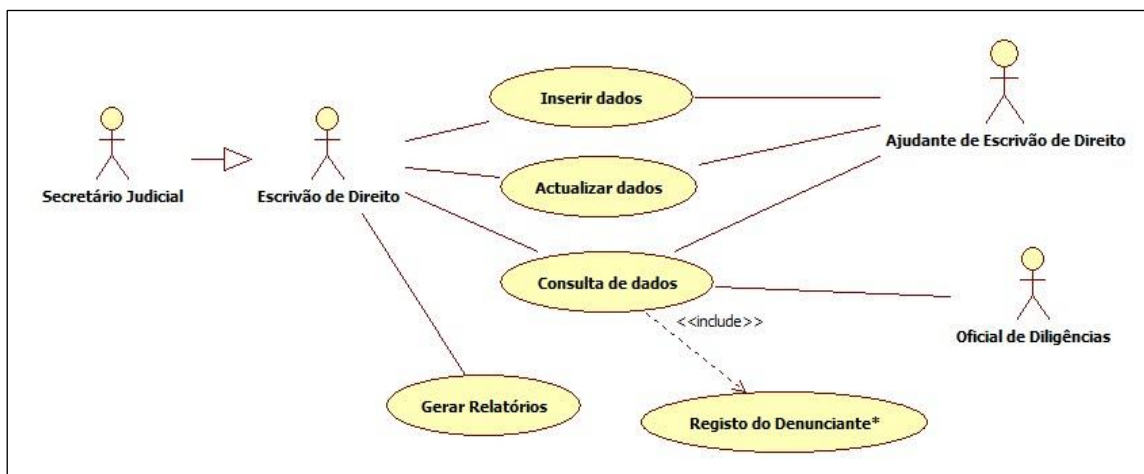 Inserir dados
Ajudante de Escrivão de Direito
Secretário Judicial
Escrivão de Direito
Actualizar dados
Consulta de dados
<<include>>
Oficial de Diligências
Gerar Relatórios
Registo do Denunciante*